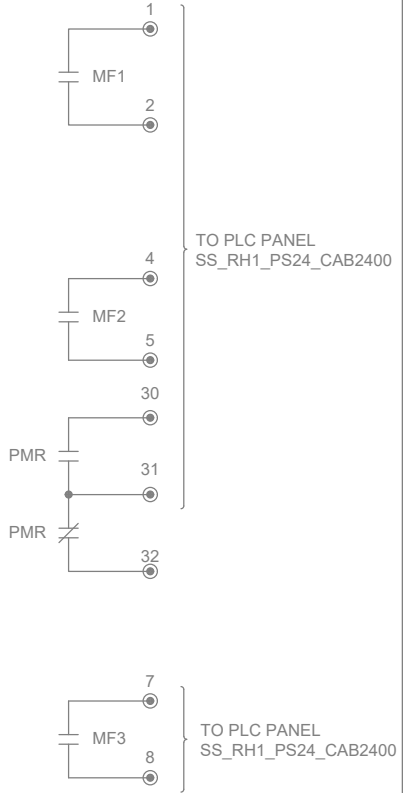 1
MF1
2
TO PLC PANEL
SS_RH1_PS24_CAB2400
4
MF2
5
30
PMR
31
PMR
32
7
MF3
TO PLC PANEL
SS_RH1_PS24_CAB2400
8